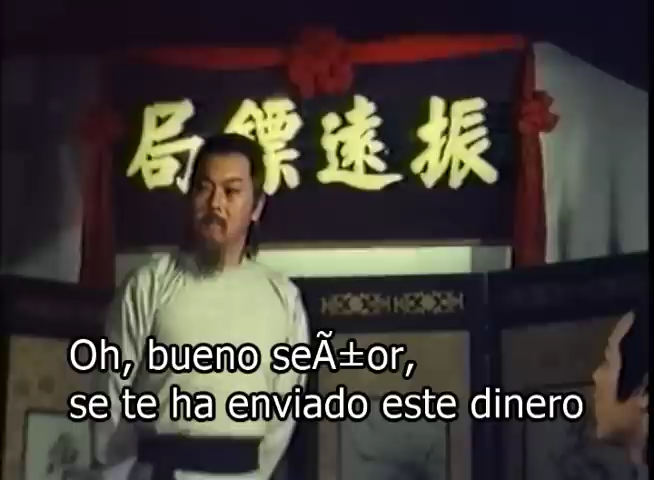 振遠鏢局
Oh, bueno seÃ±or,
se te ha enviado este dinero